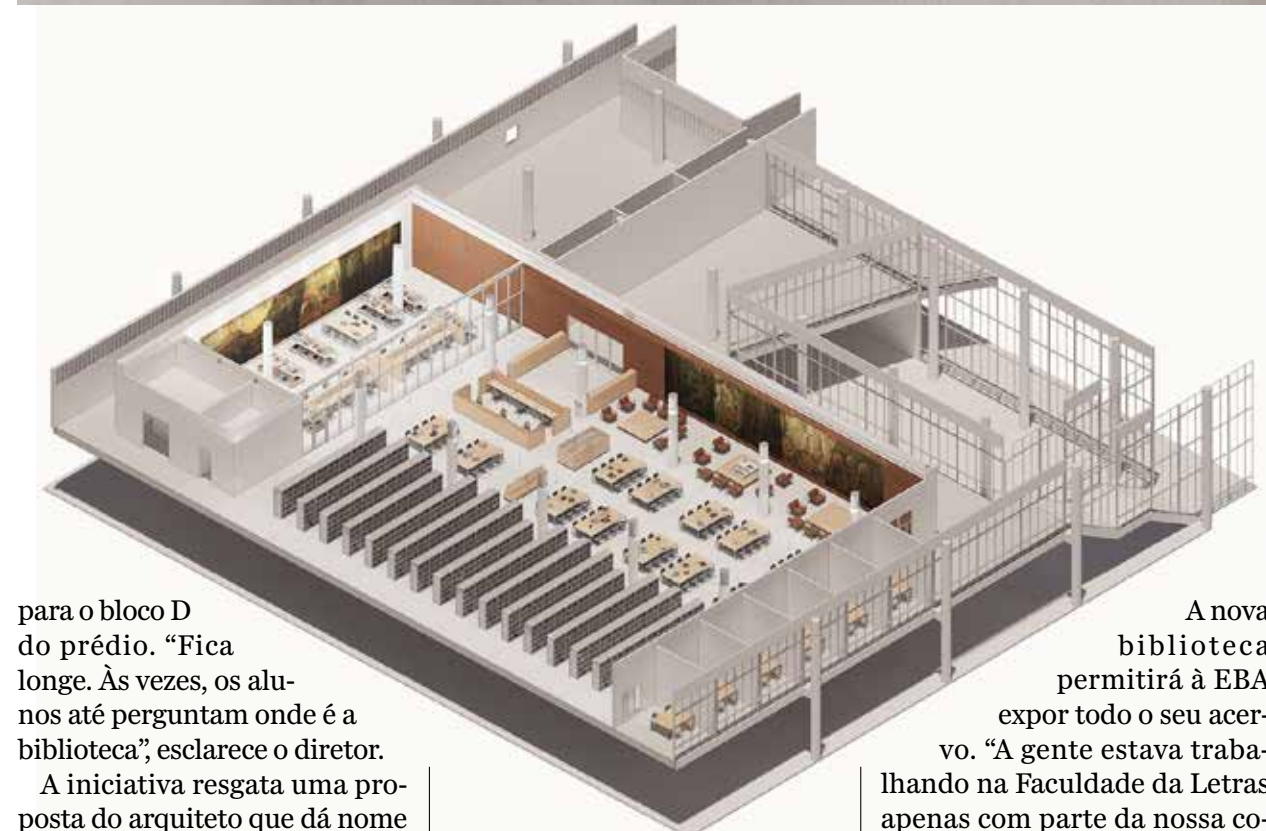 para o bloco D
do prédio. “Fica
longe. Às vezes, os alu-
nos até perguntam onde é a
biblioteca”, esclarece o diretor.
A iniciativa resgata uma pro-
posta do arquiteto que dá nome
A nova
biblioteca
permitirá à EBA
expor todo o seu acer-
vo. “A gente estava traba-
lhando na Faculdade da Letras
apenas com parte da nossa co-